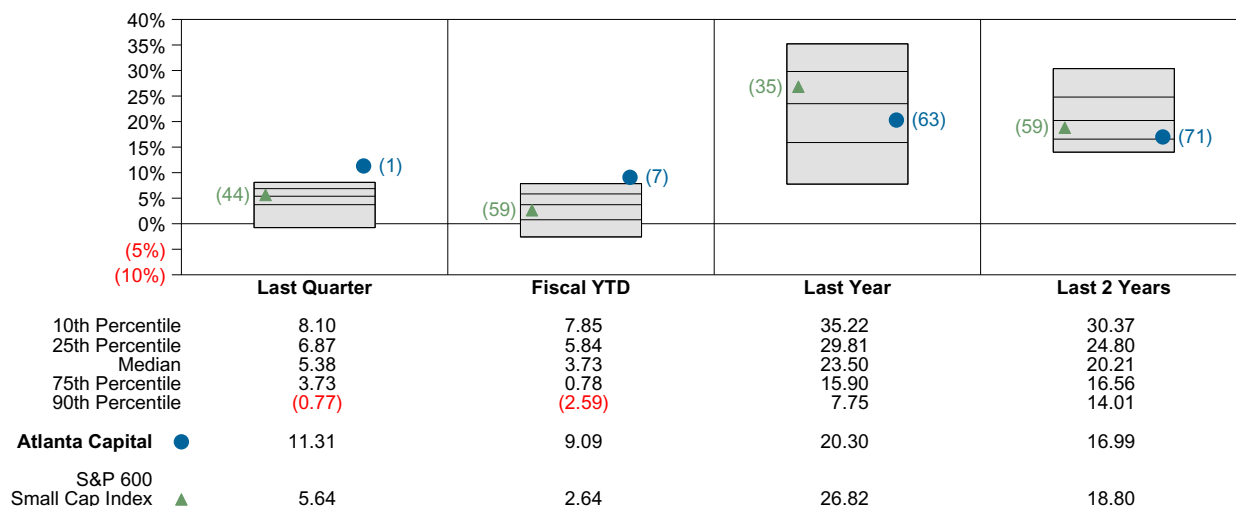 40%
35%
30%
25%
20%
15%
10%
5%
0%
(5%)
(10%)
(44)
(1)
(59)
(7)
(35)
(63)
(59)
(71)
Last Quarter Fiscal YTD Last Year Last 2 Years
10th Percentile 8.10 7.85 35.22 30.37
25th Percentile 6.87 5.84 29.81 24.80
Median 5.38 3.73 23.50 20.21
75th Percentile 3.73 0.78 15.90 16.56
90th Percentile (0.77) (2.59) 7.75 14.01
Atlanta Capital 11.31 9.09 20.30 16.99
S&P 600
Small Cap Index 5.64 2.64 26.82 18.80